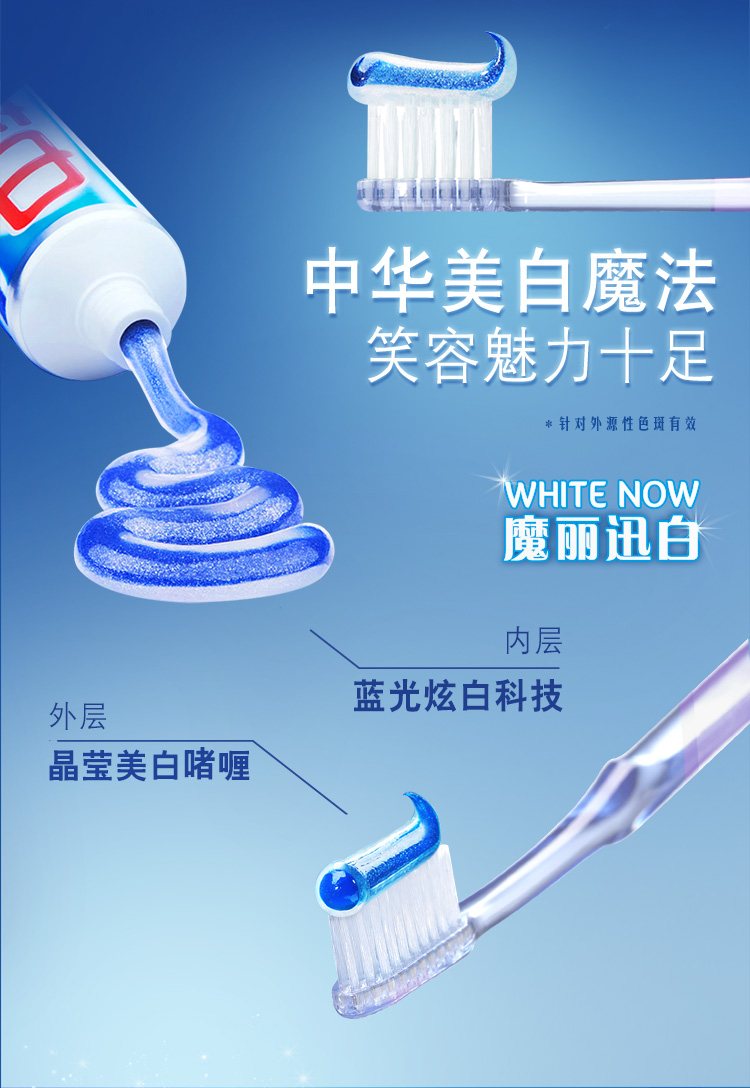 中华美白魔法
笑容魅力十足
*针对外源性色斑有效
WHITE NOW
魔丽迅白
内层
蓝光炫白科技
外层
晶莹美白啫喱